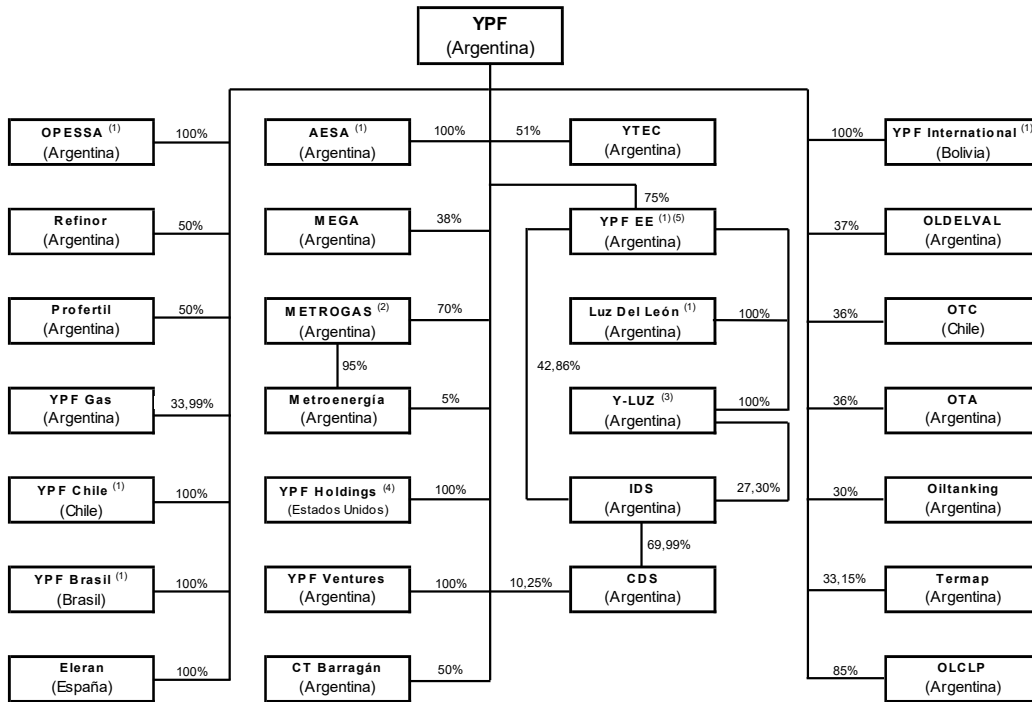 YPF
(Argentina)
OPESSA (1)
(Argentina)
100%
AESA (1)
(Argentina)
100%
51%
YTEC
(Argentina)
100%
YPF International (1)
(Bolivia)
75%
Refinor
(Argentina)
50%
MEGA
(Argentina)
38%
YPF EE (1) (5)
(Argentina)
37%
OLDELVAL
(Argentina)
Profertil
(Argentina)
50%
METROGAS (2)
(Argentina)
70%
Luz Del León (1)
(Argentina)
100%
36%
OTC
(Chile)
95%
42,86%
YPF Gas
(Argentina)
33,99%
Metroenergía
(Argentina)
5%
Y-LUZ (3)
(Argentina)
100%
36%
OTA
(Argentina)
YPF Chile (1)
(Chile)
100%
YPF Holdings (4)
(Estados Unidos)
100%
IDS
(Argentina)
27,30%
30%
Oiltanking
(Argentina)
69,99%
YPF Brasil (1)
(Brasil)
100%
YPF Ventures
(Argentina)
100%
10,25%
CDS
(Argentina)
33,15%
Termap
(Argentina)
Eleran
(España)
100%
CT Barragán
(Argentina)
50%
85%
OLCLP
(Argentina)